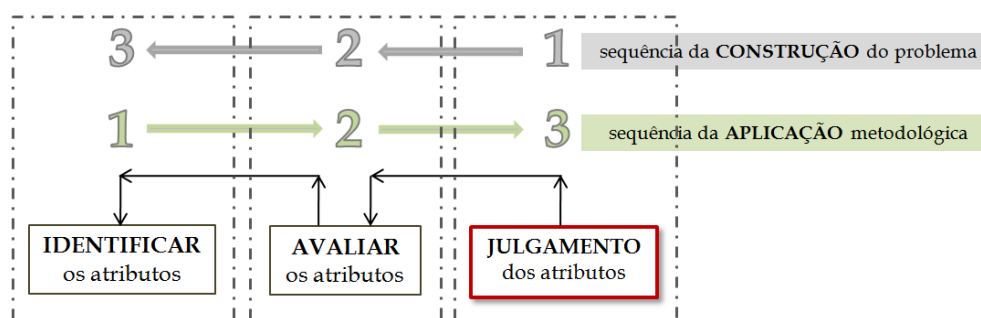 3 2 1 sequência da CONSTRUÇÃO do problema
1 2 3 sequência da APLICAÇÃO metodológica
IDENTIFICAR
os atributos
AVALIAR
os atributos
JULGAMENTO
dos atributos